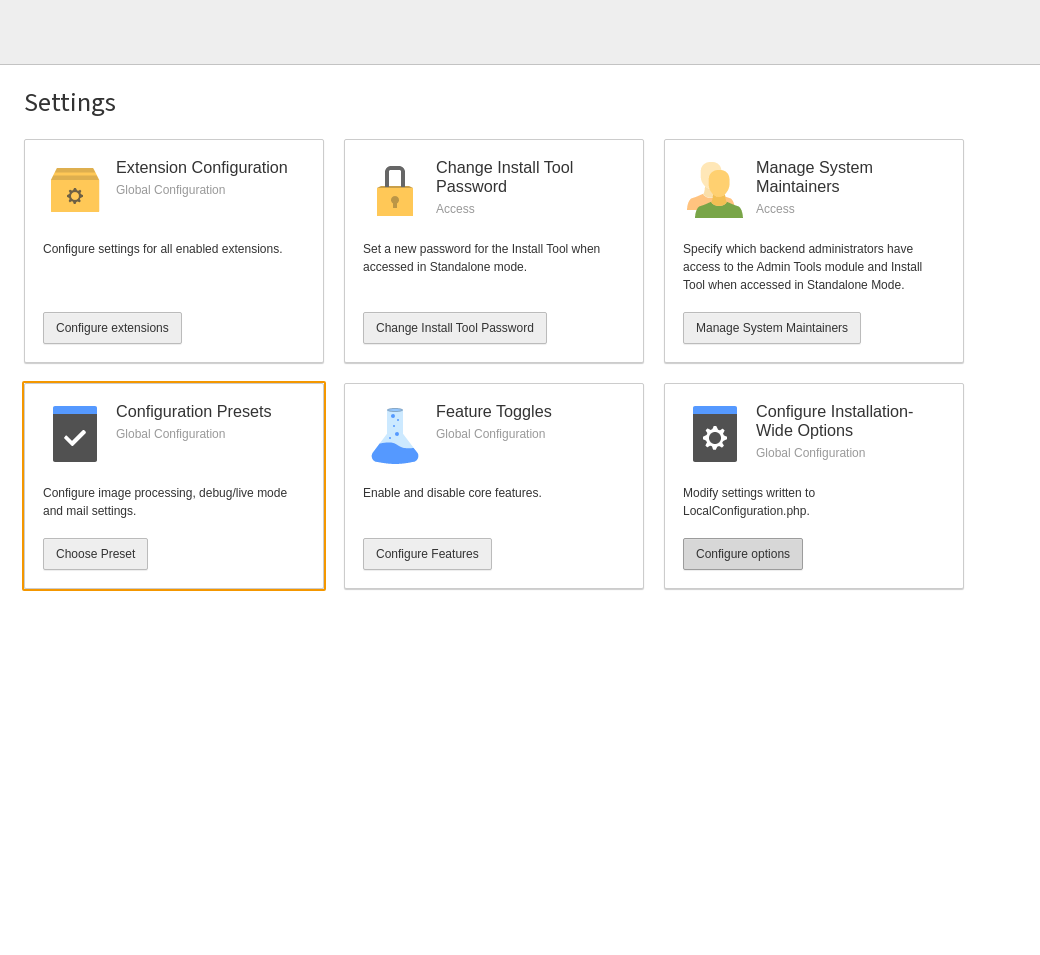 Settings
Extension Configuration
Global Configuration
Configure settings for all enabled extensions.
Configure extensions
Change Install Tool
Password
Access
Set a new password for the Install Tool when
accessed in Standalone mode.
Change Install Tool Password
Manage System
Maintainers
Access
Specify which backend administrators have
access to the Admin Tools module and Install
Tool when accessed in Standalone Mode.
Manage System Maintainers
Configuration Presets
Global Configuration
Configure image processing, debug/live mode
and mail settings.
Choose Preset
Feature Toggles
Global Configuration
Enable and disable core features.
Configure Features
Configure Installation-
Wide Options
Global Configuration
Modify settings written to
LocalConfiguration.php.
Configure options